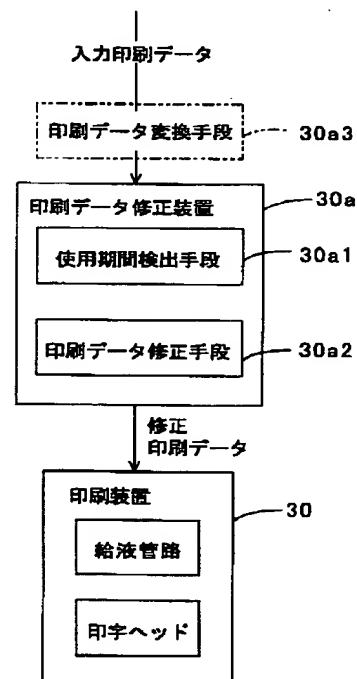 入力印刷データ
印刷データ変換手段
30a3
印刷データ修正装置
30a
使用期間検出手段
30a1
印刷データ修正手段
30a2
修正
印刷データ
印刷装置
30
給液管路
印字ヘッド